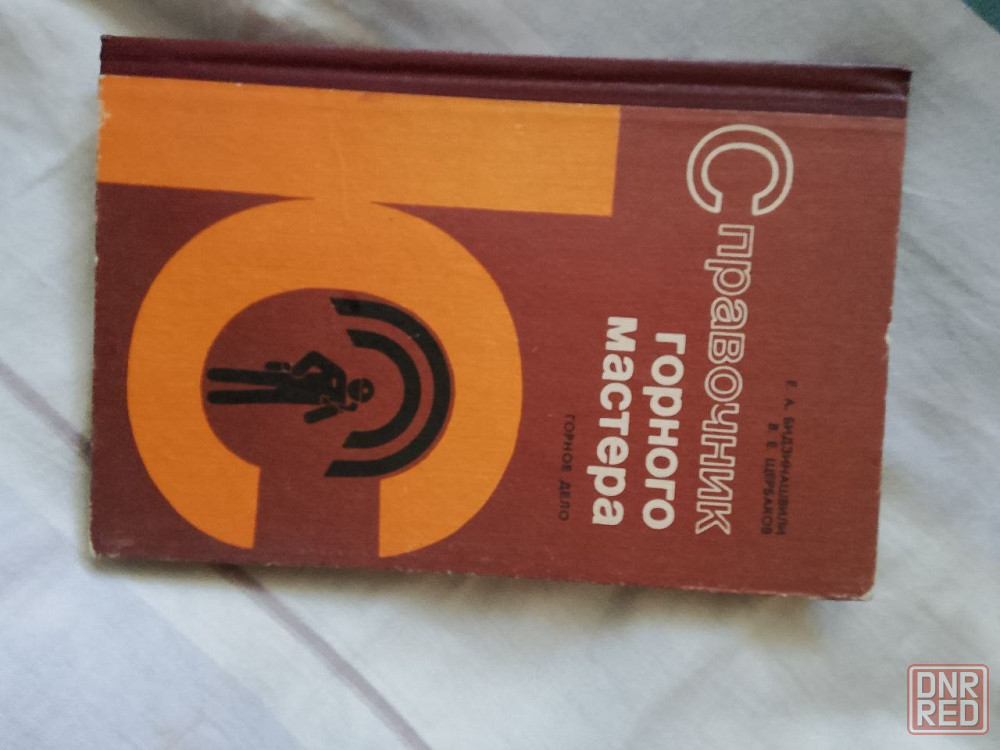 Е. А. БИДЗИНАШВИЛИ
В. Е. ЩЕРБАКОВ
Справочник
горного
мастера
ГОРНОЕ ДЕЛО
DNR
RED